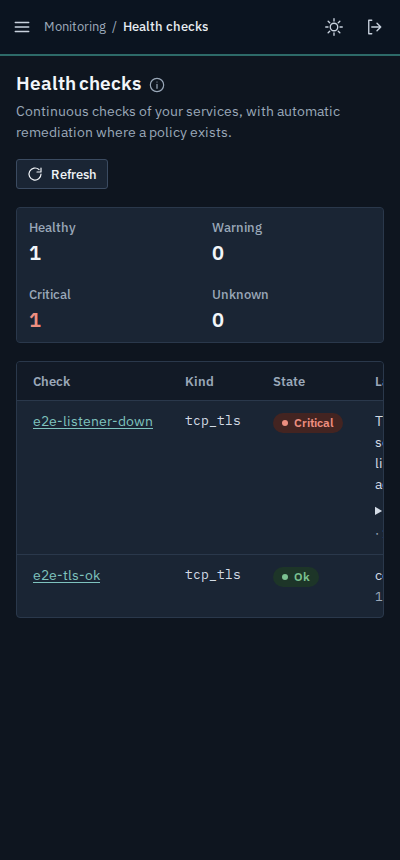 Monitoring / Health checks
Health checks
Continuous checks of your services, with automatic
remediation where a policy exists.
Refresh
Healthy Warning
1 0
Critical Unknown
1 0
Check Kind State
e2e-listener-down tcp_tls Critical
e2e-tls-ok tcp_tls Ok